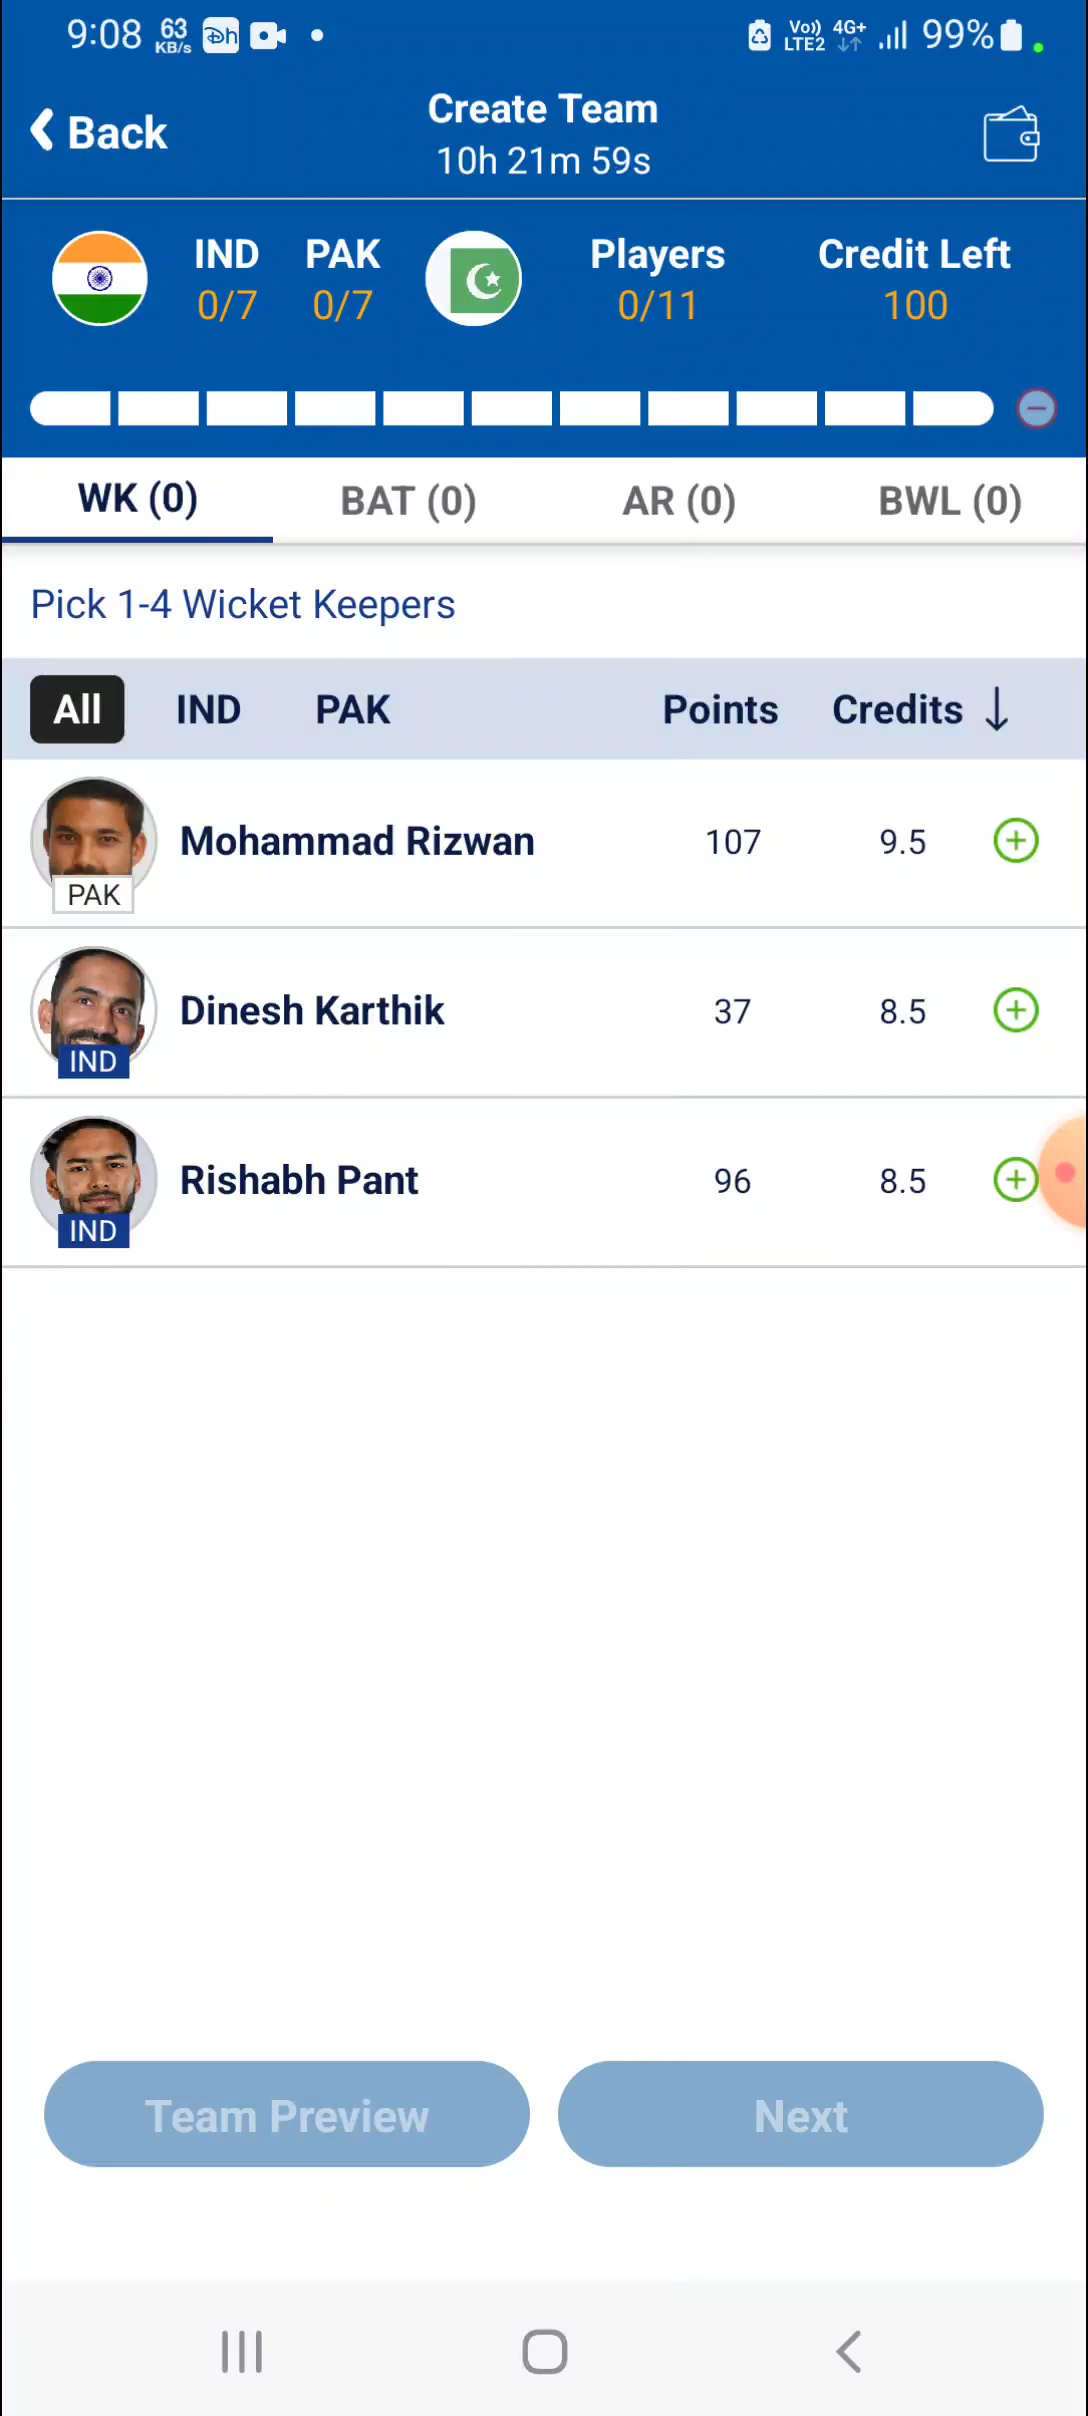 9:08 63 KB/s Dh Vo)) LTE2 4G+ 99%
Back
Create Team
10h 21m 59s
IND PAK Players Credit Left
0/7 0/7 0/11 100
WK (0) BAT (0) AR (0) BWL (0)
Pick 1-4 Wicket Keepers
All IND PAK Points Credits ↓
Mohammad Rizwan 107 9.5
PAK
Dinesh Karthik 37 8.5
IND
Rishabh Pant 96 8.5
IND
Team Preview Next